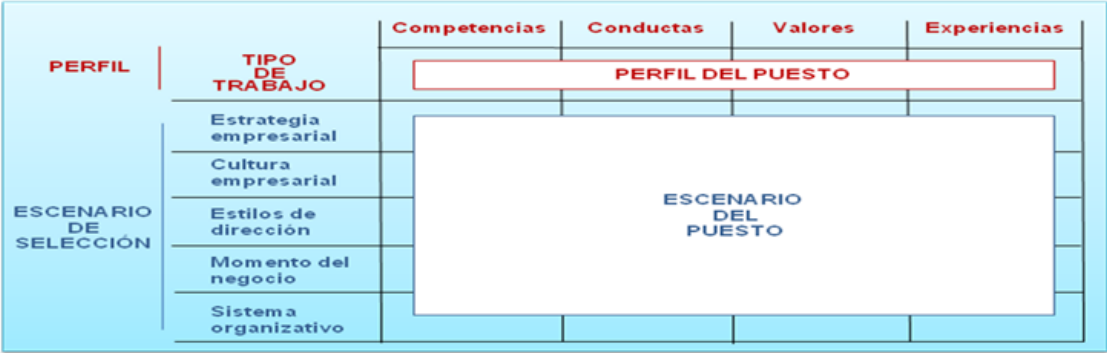 Competencias Conductas Valores Experiencias
PERFIL
TIPO
DE
TRABAJO
PERFIL DEL PUESTO
ESCENARIO
DE
SELECCIÓN
Estrategia
empresarial
Cultura
empresarial
Estilos de
dirección
Momento del
negocio
Sistema
organizativo
ESCENARIO
DEL
PUESTO